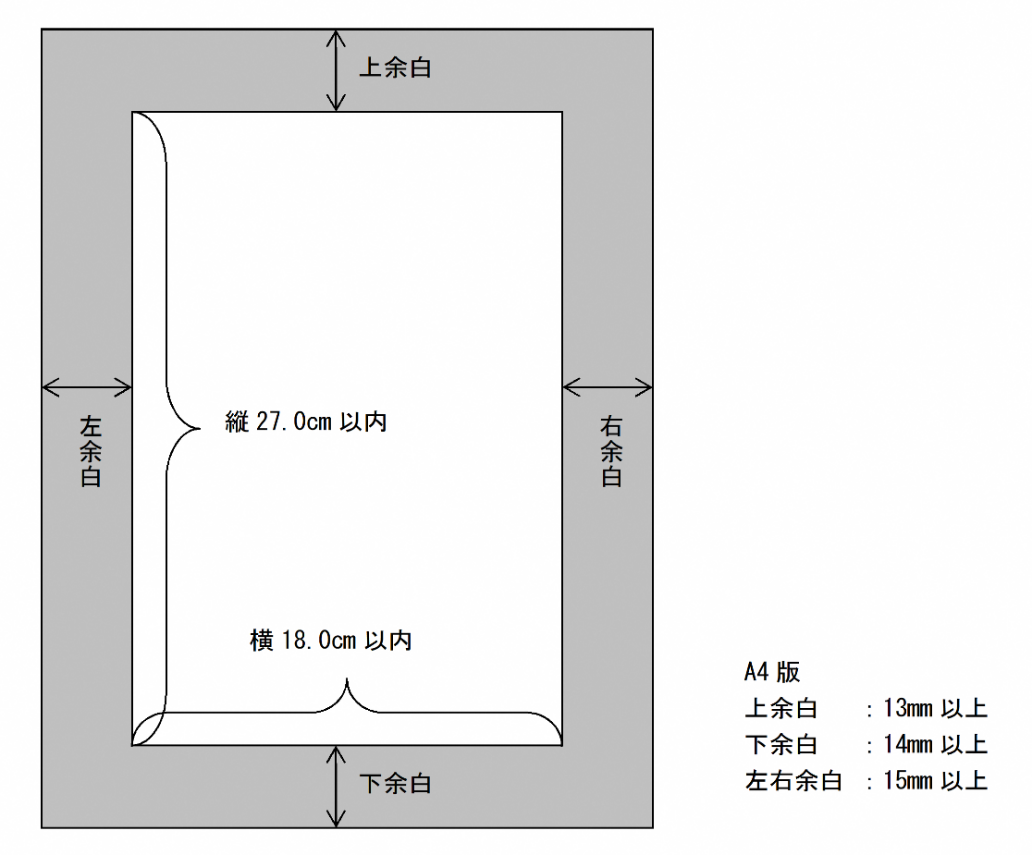 上余白
左余白
右余白
縦 27.0cm 以内
横 18.0cm 以内
下余白
A4 版
上余白 : 13mm 以上
下余白 : 14mm 以上
左右余白 : 15mm 以上